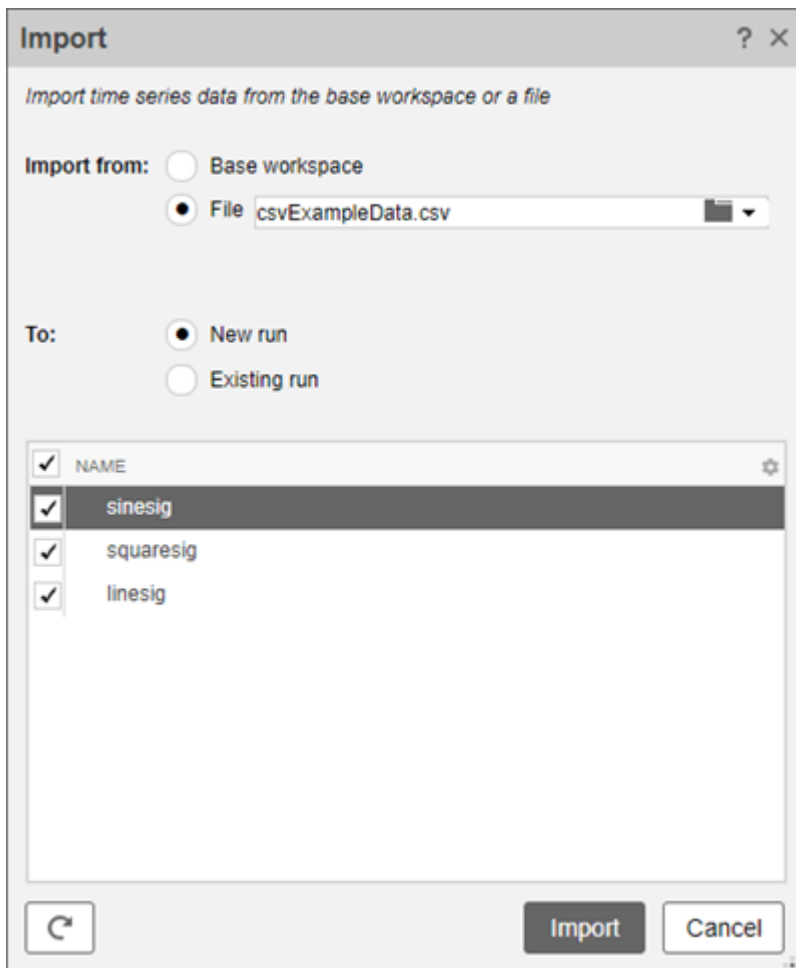 Import
Import time series data from the base workspace or a file
Import from: Base workspace
File csvExampleData.csv
To: New run
Existing run
NAME
sinesig
squaresig
linesig
Import Cancel